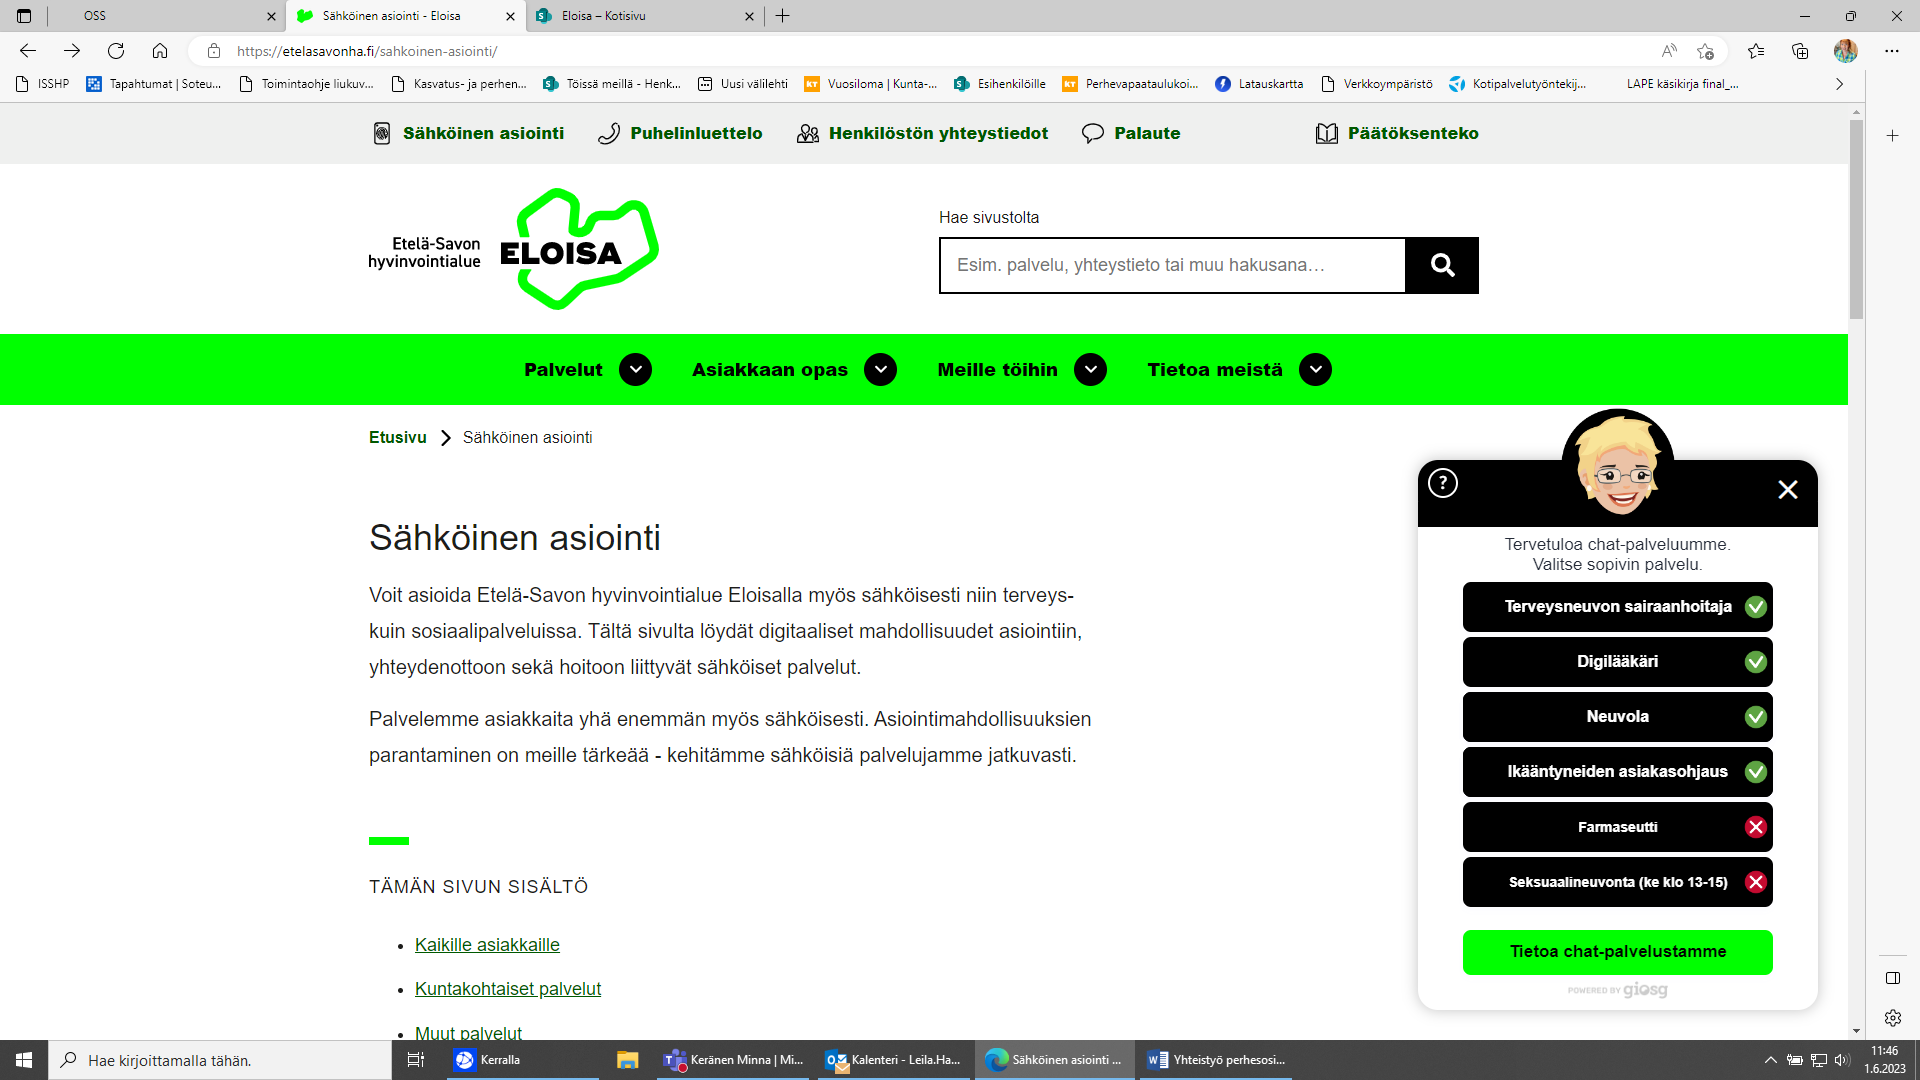 OSS
Sähköinen asiointi - Eloisa
Eloisa – Kotisivu
https://etelasavonha.fi/sahkoinen-asiointi/
ISSHP
Tapahtumat | Soteu...
Toimintaohje liukuv...
Kasvatus- ja perhen...
Töissä meillä - Henk...
Uusi välilehti
KT
Vuosiloma | Kunta-...
Esihenkilöille
KT
Perhevapaataulukoi...
Latauskartta
Verkkoympäristö
Kotipalvelutyöntekij...
LAPE käsikirja final_...
Sähköinen asiointi
Puhelinluettelo
Henkilöstön yhteystiedot
Palaute
Päätöksenteko
Etelä-Savon
hyvinvointialue
ELOISA
Hae sivustolta
Esim. palvelu, yhteystieto tai muu hakusana...
Palvelut
Asiakkaan opas
Meille töihin
Tietoa meistä
Etusivu
Sähköinen asiointi
Sähköinen asiointi
Voit asioida Etelä-Savon hyvinvointialue Eloisalla myös sähköisesti niin terveys-
kuin sosiaalipalveluissa. Tältä sivulta löydät digitaaliset mahdollisuudet asiointiin,
yhteydenottoon sekä hoitoon liittyvät sähköiset palvelut.
Palvelemme asiakkaita yhä enemmän myös sähköisesti. Asiointimahdollisuuksien
parantaminen on meille tärkeää - kehitämme sähköisiä palvelujamme jatkuvasti.
TÄMÄN SIVUN SISÄLTÖ
• Kaikille asiakkaille
• Kuntakohtaiset palvelut
• Muut palvelut
?
Tervetuloa chat-palveluumme.
Valitse sopivin palvelu.
Terveysneuvon sairaanhoitaja
Digilääkäri
Neuvola
Ikääntyneiden asiakasohjaus
Farmaseutti
Seksuaalineuvonta (ke klo 13-15)
Tietoa chat-palvelustamme
POWERED BY giosg
Hae kirjoittamalla tähän.
Kerralla
Keränen Minna | Mi...
Kalenteri - Leila.Ha...
Sähköinen asiointi ...
Yhteistyö perhesosi...
11:46
1.6.2023